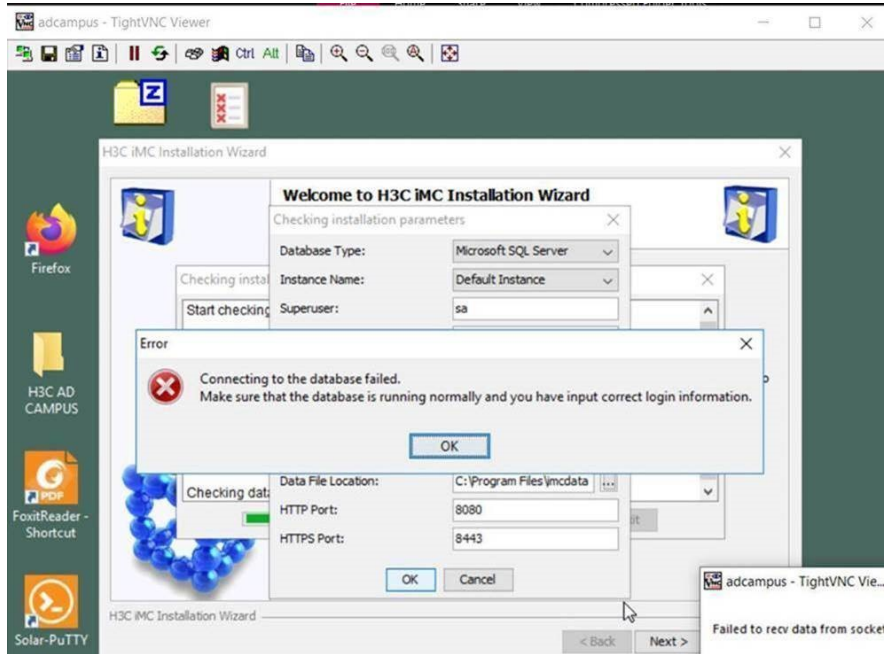 adcampus - TightVNC Viewer
Ctrl Alt
Z
H3C iMC Installation Wizard
Welcome to H3C iMC Installation Wizard
Checking installation parameters
Database Type: Microsoft SQL Server
Firefox
Checking instal
Instance Name: Default Instance
Start checking
Superuser: sa
Error
Connecting to the database failed.
Make sure that the database is running normally and you have input correct login information.
OK
H3C AD
CAMPUS
Checking data
Data File Location: C:\Program Files\imcdata ...
HTTP Port: 8080
HTTPS Port: 8443
PDF
FoxitReader -
Shortcut
OK Cancel
adcampus - TightVNC Vie...
Failed to recv data from socket
H3C iMC Installation Wizard
< Back Next >
Solar-PuTTY